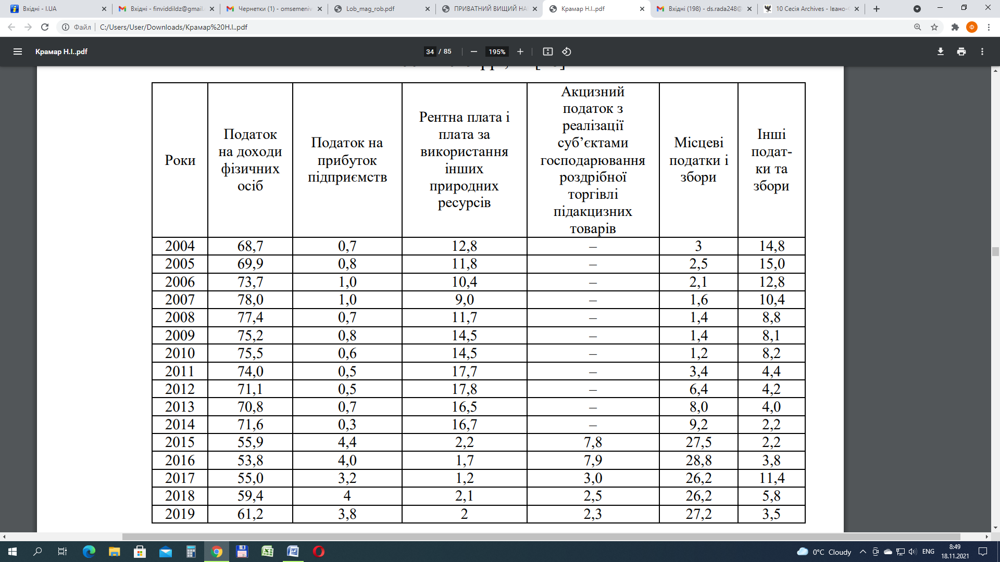 Вхідні - I.UA
Вхідні - finviddildz@gmail.
Чернетки (1) - omsemeniv
Lob_mag_rob.pdf
ПРИВАТНИЙ ВИЩИЙ НА
Крамар Н.І..pdf
Вхідні (198) - ds.rada248@
10 Сесія Archives - Івано-
Файл
C:/Users/User/Downloads/Крамар%20Н.І..pdf
Ф
Крамар Н.І..pdf
34 / 85
195%
Роки
Податок
на доходи
фізичних
осіб
Податок на
прибуток
підприємств
Рентна плата і
плата за
використання
інших
природних
ресурсів
Акцизний
податок з
реалізації
суб’єктами
господарювання
роздрібної
торгівлі
підакцизних
товарів
Місцеві
податки і
збори
Інші
подат-
ки та
збори
2004 68,7 0,7 12,8 – 3 14,8
2005 69,9 0,8 11,8 – 2,5 15,0
2006 73,7 1,0 10,4 – 2,1 12,8
2007 78,0 1,0 9,0 – 1,6 10,4
2008 77,4 0,7 11,7 – 1,4 8,8
2009 75,2 0,8 14,5 – 1,4 8,1
2010 75,5 0,6 14,5 – 1,2 8,2
2011 74,0 0,5 17,7 – 3,4 4,4
2012 71,1 0,5 17,8 – 6,4 4,2
2013 70,8 0,7 16,5 – 8,0 4,0
2014 71,6 0,3 16,7 – 9,2 2,2
2015 55,9 4,4 2,2 7,8 27,5 2,2
2016 53,8 4,0 1,7 7,9 28,8 3,8
2017 55,0 3,2 1,2 3,0 26,2 11,4
2018 59,4 4 2,1 2,5 26,2 5,8
2019 61,2 3,8 2 2,3 27,2 3,5
0°C Cloudy
ENG
8:49
18.11.2021